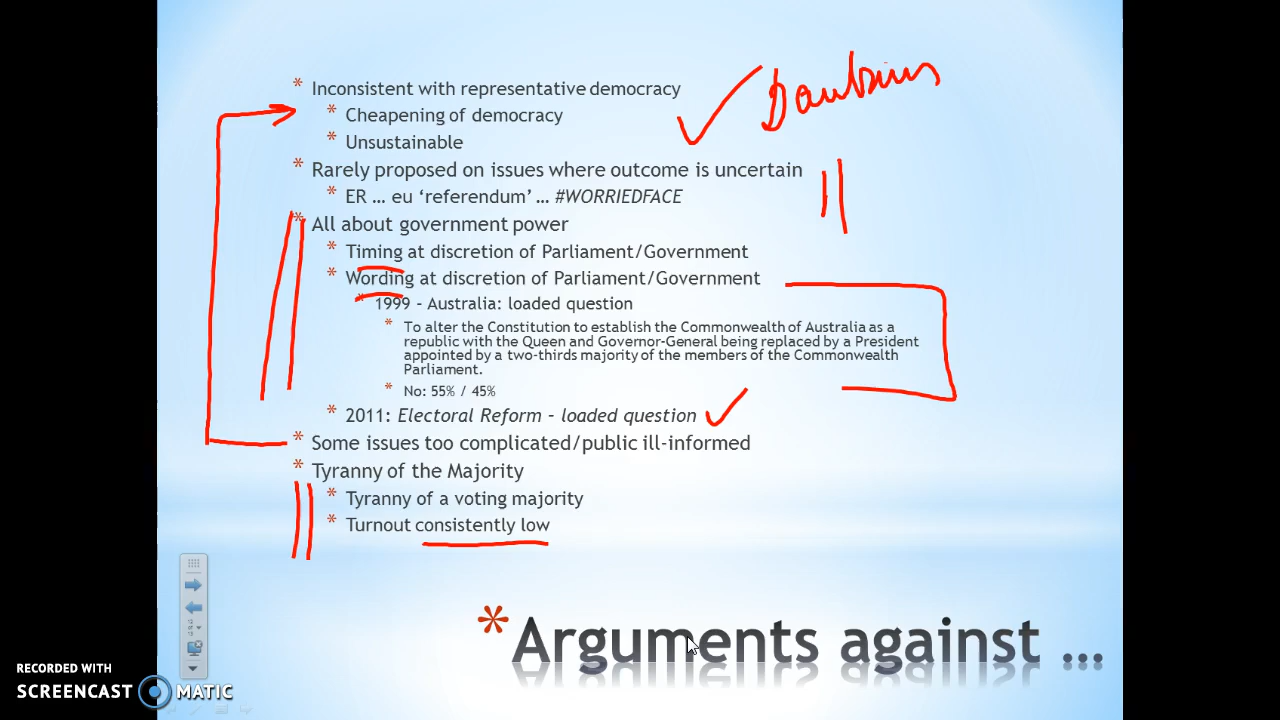 * Inconsistent with representative democracy
* Cheapening of democracy
* Unsustainable
* Rarely proposed on issues where outcome is uncertain
* ER … eu ‘referendum’ … #WORRIEDFACE
* All about government power
* Timing at discretion of Parliament/Government
* Wording at discretion of Parliament/Government
* 1999 - Australia: loaded question
* To alter the Constitution to establish the Commonwealth of Australia as a
republic with the Queen and Governor-General being replaced by a President
appointed by a two-thirds majority of the members of the Commonwealth
Parliament.
* No: 55% / 45%
* 2011: Electoral Reform – loaded question
* Some issues too complicated/public ill-informed
* Tyranny of the Majority
* Tyranny of a voting majority
* Turnout consistently low
* Arguments against …
RECORDED WITH
SCREENCAST MATIC